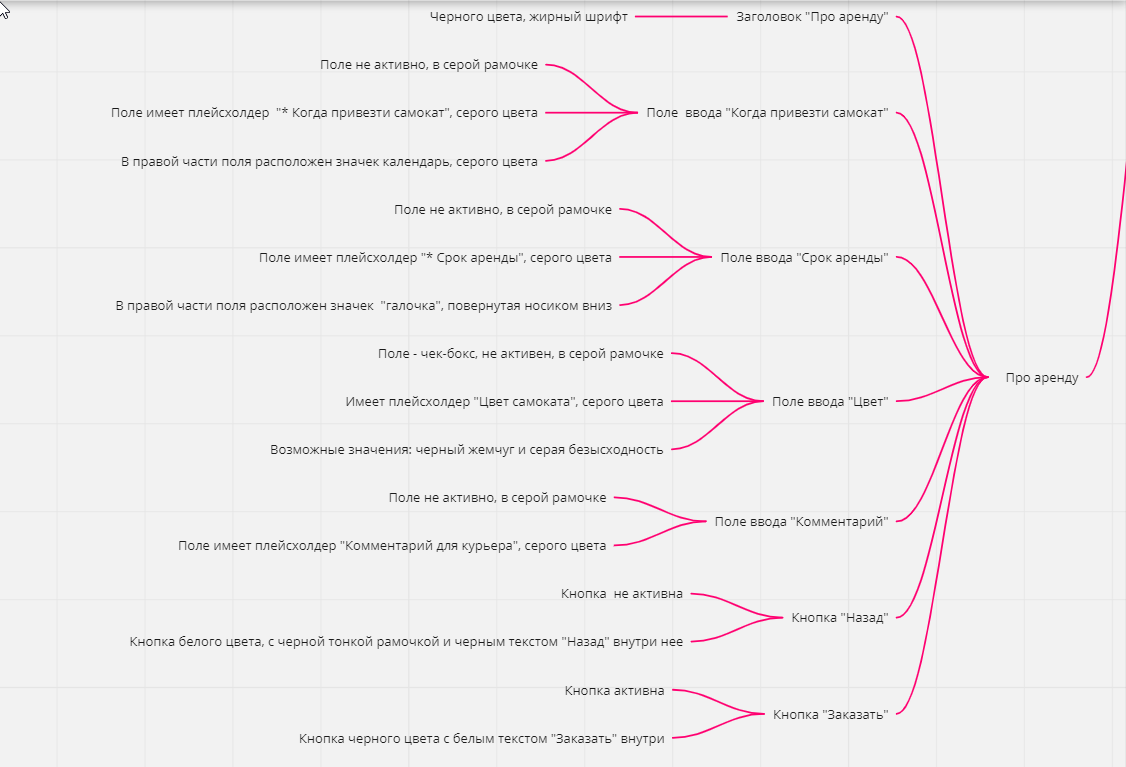 Черного цвета, жирный шрифт
Заголовок "Про аренду"
Поле не активно, в серой рамочке
Поле имеет плейсхолдер  "* Когда привезти самокат", серого цвета
Поле  ввода "Когда привезти самокат"
В правой части поля расположен значек календарь, серого цвета
Поле не активно, в серой рамочке
Поле имеет плейсхолдер "* Срок аренды", серого цвета
Поле ввода "Срок аренды"
В правой части поля расположен значек  "галочка", повернутая носиком вниз
Поле - чек-бокс, не активен, в серой рамочке
Про аренду
Имеет плейсхолдер "Цвет самоката", серого цвета
Поле ввода "Цвет"
Возможные значения: черный жемчуг и серая безысходность
Поле не активно, в серой рамочке
Поле ввода "Комментарий"
Поле имеет плейсхолдер "Комментарий для курьера", серого цвета
Кнопка  не активна
Кнопка "Назад"
Кнопка белого цвета, с черной тонкой рамочкой и черным текстом "Назад" внутри нее
Кнопка активна
Кнопка "Заказать"
Кнопка черного цвета с белым текстом "Заказать" внутри